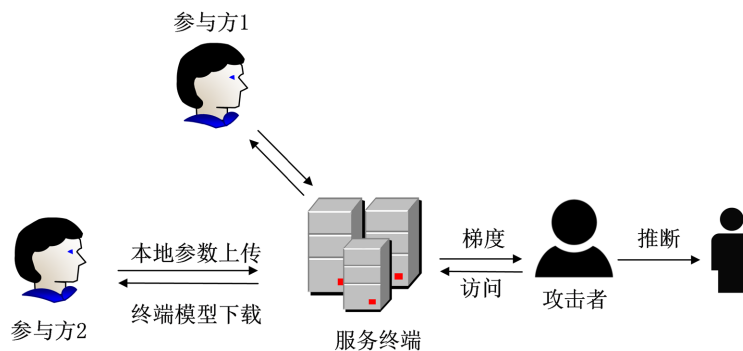 参与方1
本地参数上传
终端模型下载
参与方2
服务终端
梯度
访问
攻击者
推断